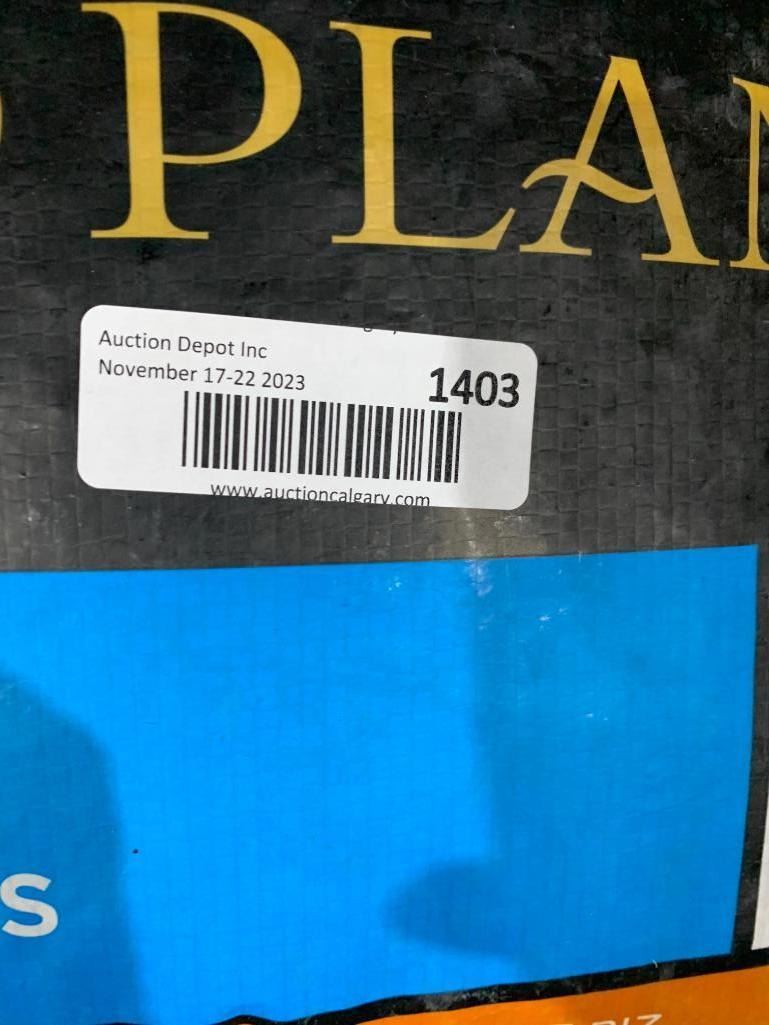 PLAN
Auction Depot Inc
November 17-22 2023
1403
www.auctioncalgary.com
S